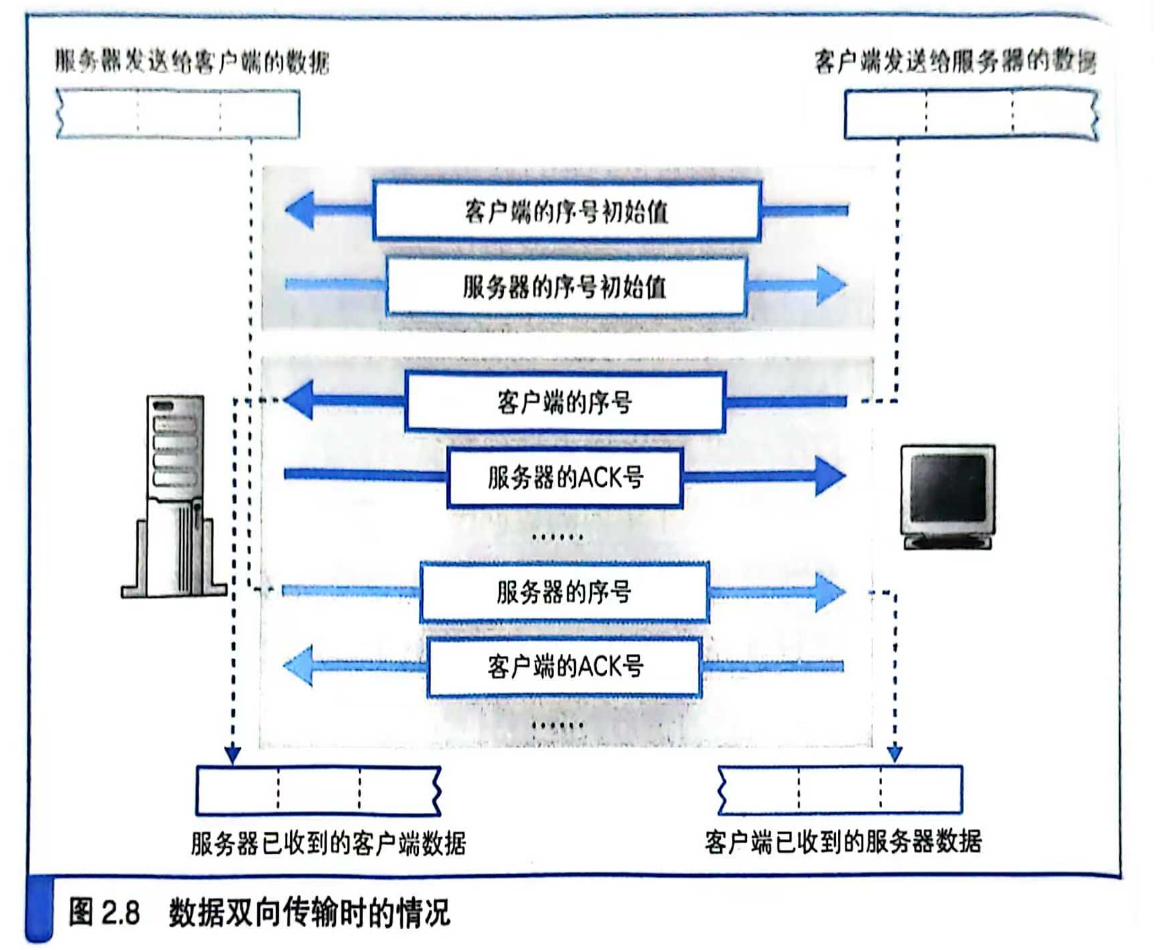 服务器发送给客户端的数据
客户端发送给服务器的数据
客户端的序号初始值
服务器的序号初始值
客户端的序号
服务器的ACK号
……
服务器的序号
客户端的ACK号
……
服务器已收到的客户端数据
客户端已收到的服务器数据
图 2.8 数据双向传输时的情况